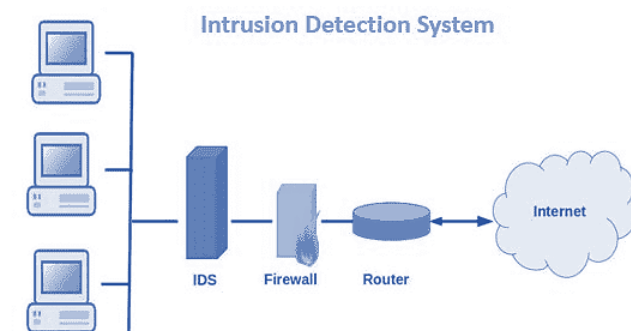 Intrusion Detection System
Internet
IDS
Firewall
Router